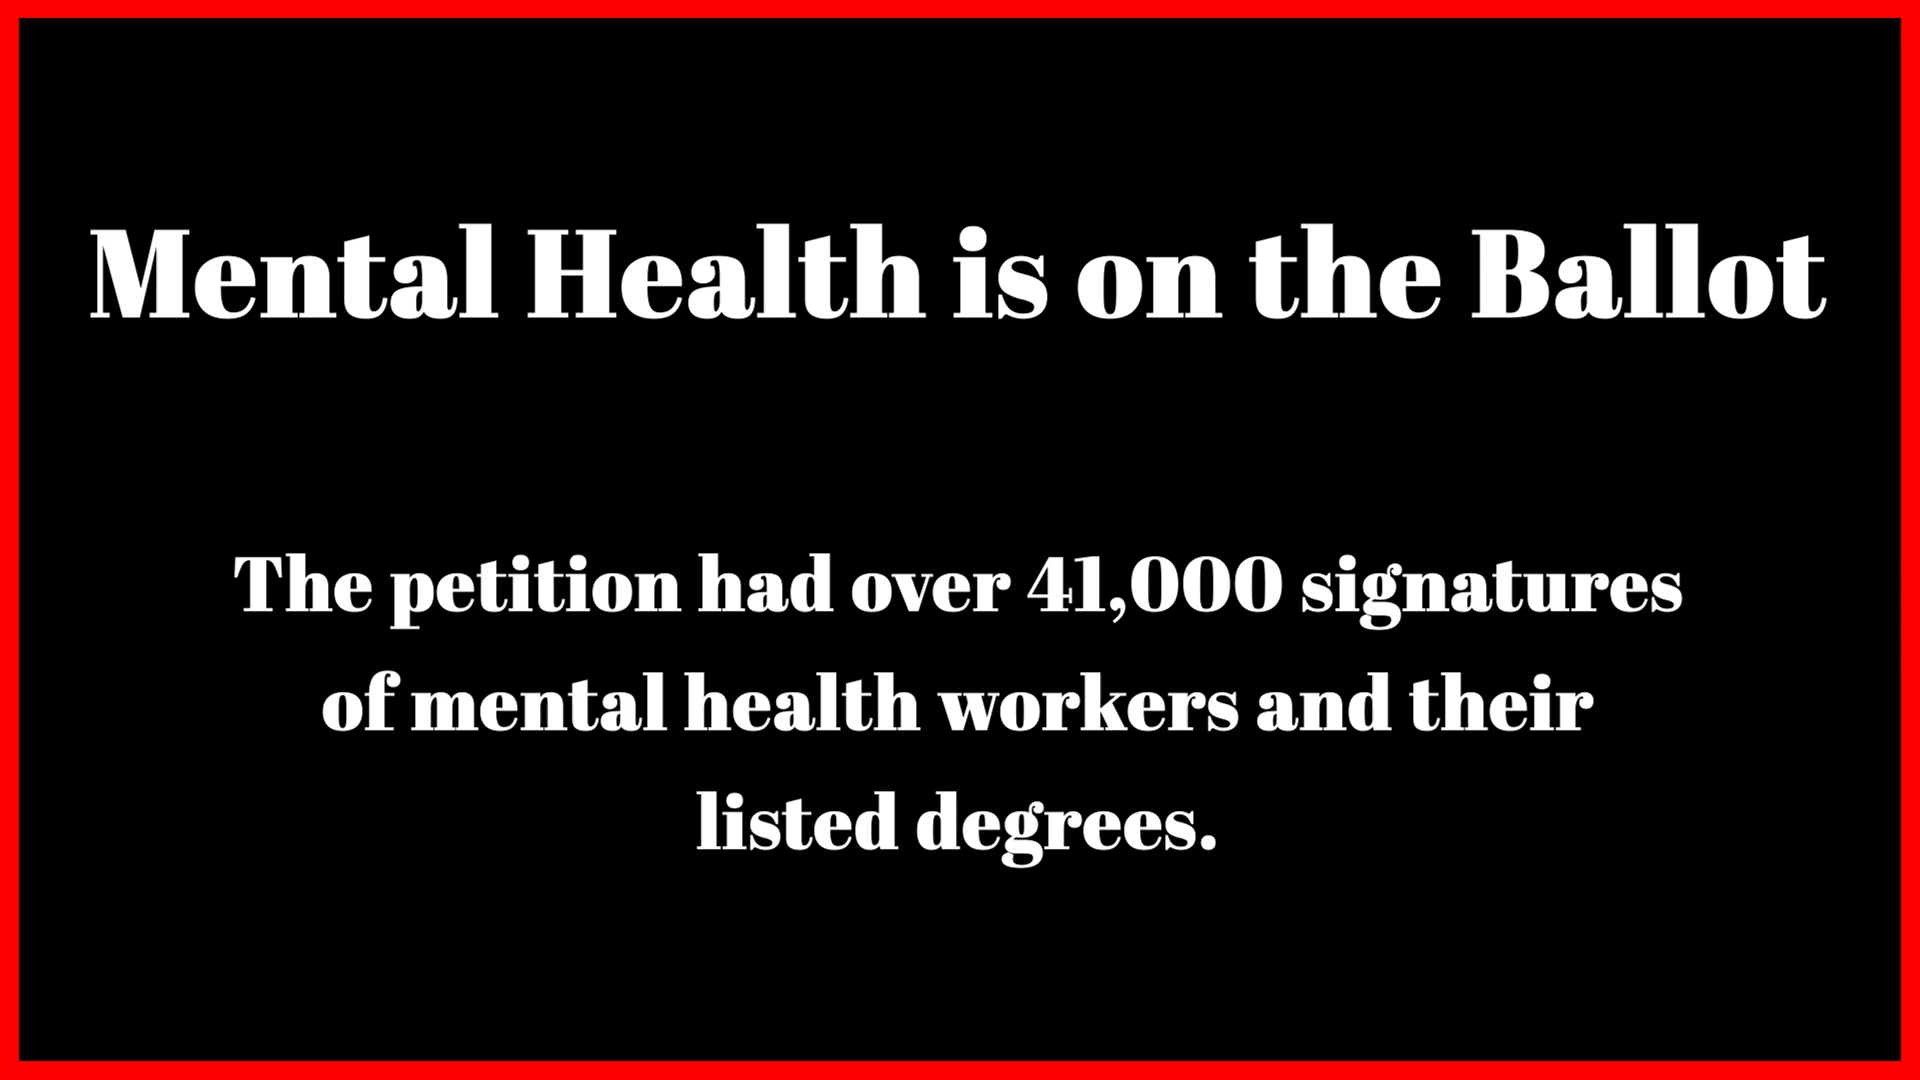 Mental Health is on the Ballot
The petition had over 41,000 signatures
of mental health workers and their
listed degrees.